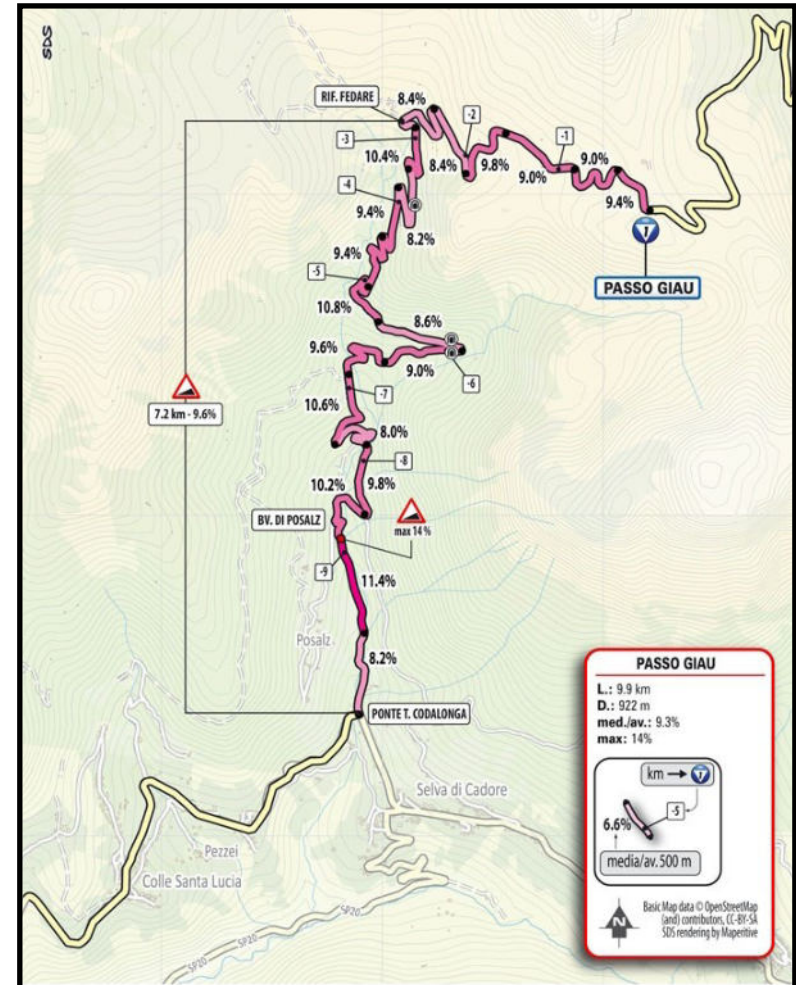 SDS
RIF. FEDARE
8.4%
-2
-3
10.4%
8.4%
9.8%
-1
9.0%
9.0%
-4
9.4%
8.2%
9.4%
PASSO GIAU
9.4%
-5
10.8%
8.6%
9.6%
9.0%
-6
-7
7.2 km - 9.6%
10.6%
8.0%
-8
10.2%
9.8%
BV. DI POSALZ
max 14 %
-9
11.4%
Posalz
8.2%
PONTE T. CODALONGA
Selva di Cadore
Pezzei
Colle Santa Lucia
SP20
SP20
PASSO GIAU
L.: 9.9 km
D.: 922 m
med./av.: 9.3%
max: 14%
km
1
-5
6.6%
media/av. 500 m
N
Basic Map data © OpenStreetMap
(and) contributors, CC-BY-SA
SDS rendering by Maperitive
1